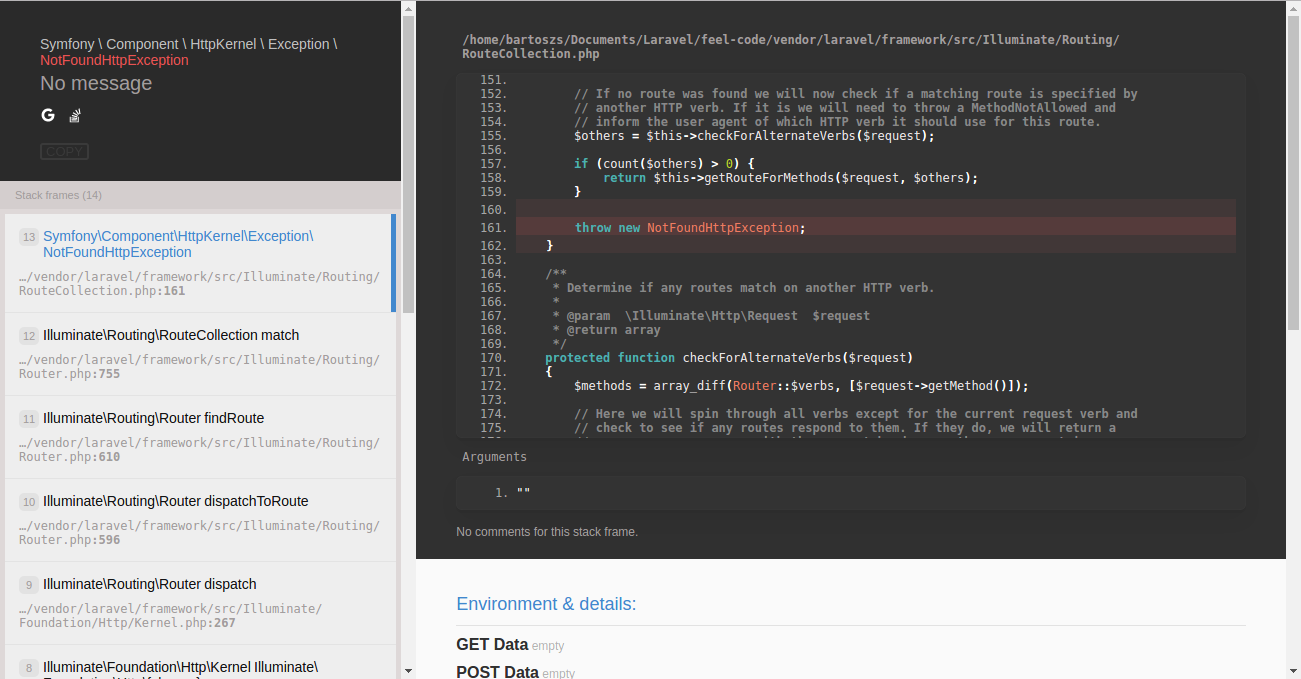 Symfony \ Component \ HttpKernel \ Exception \
NotFoundHttpException
No message
COPY
Stack frames (14)
13 Symfony\Component\HttpKernel\Exception\
NotFoundHttpException
…/vendor/laravel/framework/src/Illuminate/Routing/
RouteCollection.php:161
12 Illuminate\Routing\RouteCollection match
…/vendor/laravel/framework/src/Illuminate/Routing/
Router.php:755
11 Illuminate\Routing\Router findRoute
…/vendor/laravel/framework/src/Illuminate/Routing/
Router.php:610
10 Illuminate\Routing\Router dispatchToRoute
…/vendor/laravel/framework/src/Illuminate/Routing/
Router.php:596
9 Illuminate\Routing\Router dispatch
…/vendor/laravel/framework/src/Illuminate/
Foundation/Http/Kernel.php:267
8 Illuminate\Foundation\Http\Kernel Illuminate\
/home/bartoszs/Documents/Laravel/feel-code/vendor/laravel/framework/src/Illuminate/Routing/
RouteCollection.php
151.
152. // If no route was found we will now check if a matching route is specified by
153. // another HTTP verb. If it is we will need to throw a MethodNotAllowed and
154. // inform the user agent of which HTTP verb it should use for this route.
155. $others = $this->checkForAlternateVerbs($request);
156.
157. if (count($others) > 0) {
158. return $this->getRouteForMethods($request, $others);
159. }
160.
161. throw new NotFoundHttpException;
162. }
163.
164. /**
165. * Determine if any routes match on another HTTP verb.
166. *
167. * @param  \Illuminate\Http\Request  $request
168. * @return array
169. */
170. protected function checkForAlternateVerbs($request)
171. {
172. $methods = array_diff(Router::$verbs, [$request->getMethod()]);
173.
174. // Here we will spin through all verbs except for the current request verb and
175. // check to see if any routes respond to them. If they do, we will return a
Arguments
1. ""
No comments for this stack frame.
Environment & details:
GET Data empty
POST Data empty